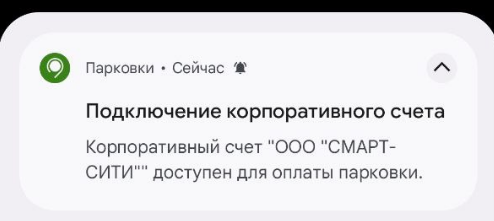 Парковки • Сейчас
Подключение корпоративного счета
Корпоративный счет "ООО "СМАРТ-
СИТИ"" доступен для оплаты парковки.